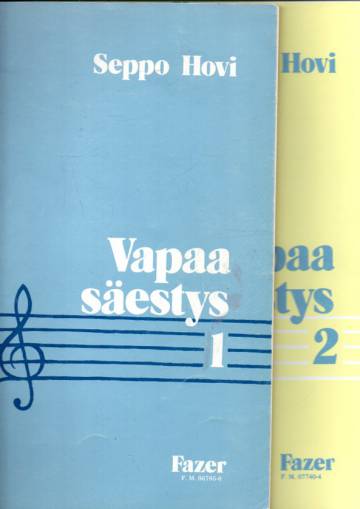 Seppo Hovi
Vapaa
säestys
1
Fazer
Hovi
paa
tys
2
Fazer